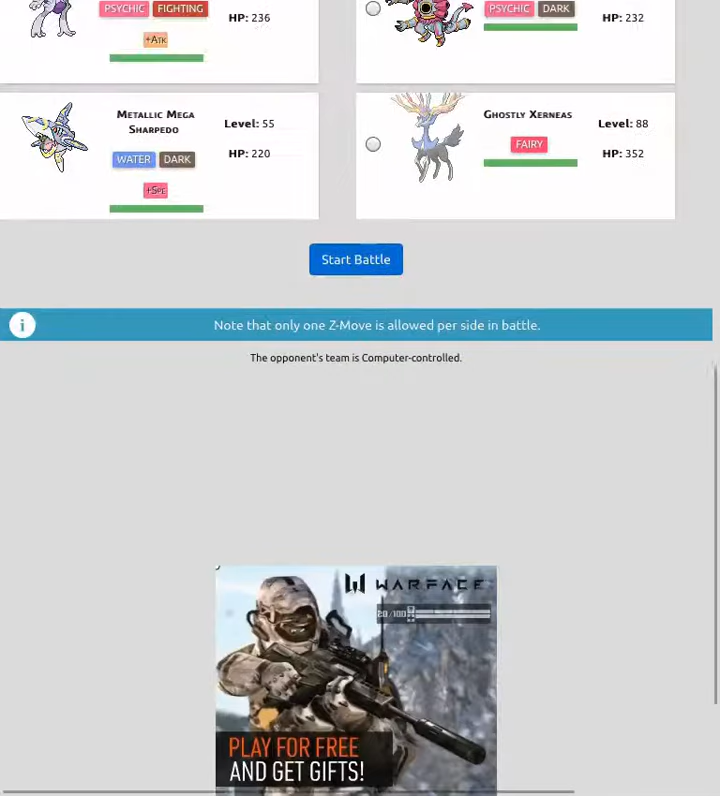 PSYCHIC FIGHTING
HP: 236
+Atk
PSYCHIC DARK
HP: 232
Metallic Mega
Sharpedo
Level: 55
WATER DARK
HP: 220
+Spe
Ghostly Xerneas
Level: 88
FAIRY
HP: 352
Start Battle
i
Note that only one Z-Move is allowed per side in battle.
The opponent's team is Computer-controlled.
WARFACE
20/100
PLAY FOR FREE
AND GET GIFTS!